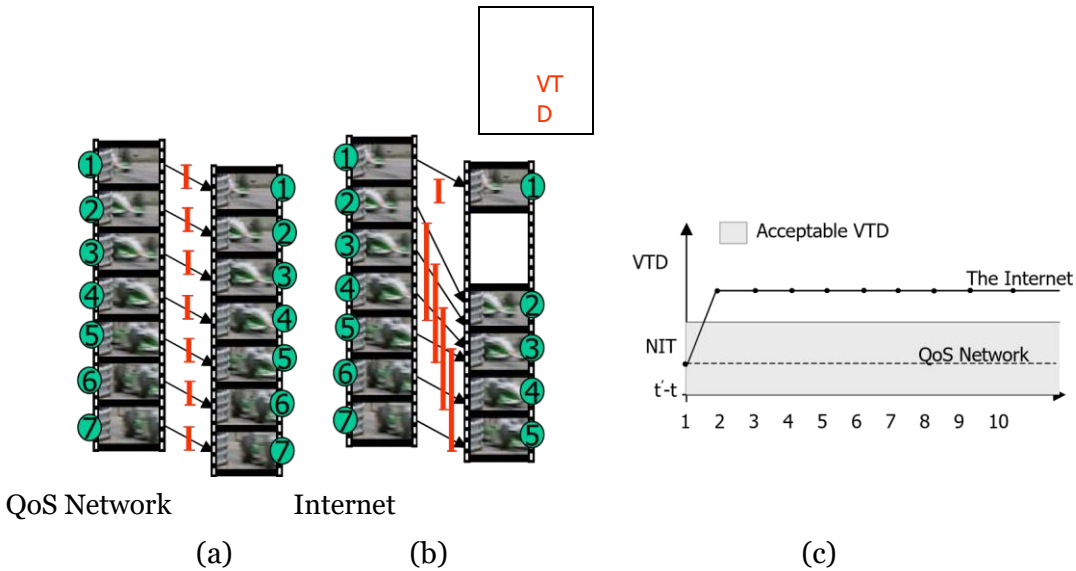 VT
D
1
2
3
4
5
6
7
I
I
I
I
I
I
I
1
2
3
4
5
6
7
1
2
3
4
5
6
7
I
1
2
3
4
5
Acceptable VTD
VTD
The Internet
NIT
QoS Network
t'-t
1 2 3 4 5 6 7 8 9 10
QoS Network Internet
(a) (b) (c)